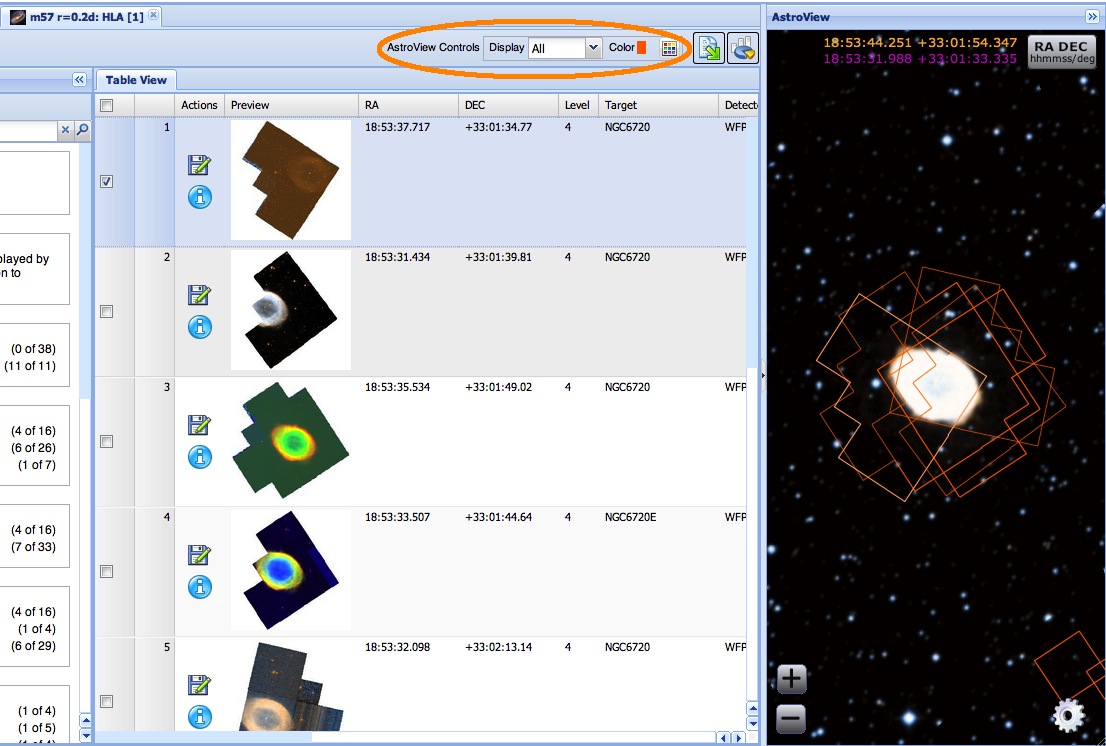 m57 r=0.2d: HLA [1]
AstroView Controls Display All Color
Table View
Actions Preview RA DEC Level Target
1 18:53:37.717 +33:01:34.77 4 NGC6720 WFP
2 18:53:31.434 +33:01:39.81 4 NGC6720 WFP
3 18:53:35.534 +33:01:49.02 4 NGC6720 WFP
4 18:53:33.507 +33:01:44.64 4 NGC6720E WFP
5 18:53:32.098 +33:02:13.14 4 NGC6720 WFP
played by
n to
(0 of 38)
(11 of 11)
(4 of 16)
(6 of 26)
(1 of 7)
(4 of 16)
(7 of 33)
(4 of 16)
(1 of 4)
(6 of 29)
(1 of 4)
(1 of 5)
AstroView
18:53:44.251 +33:01:54.347
18:53:31.988 +33:01:33.335
RA DEC
hhmmss/deg